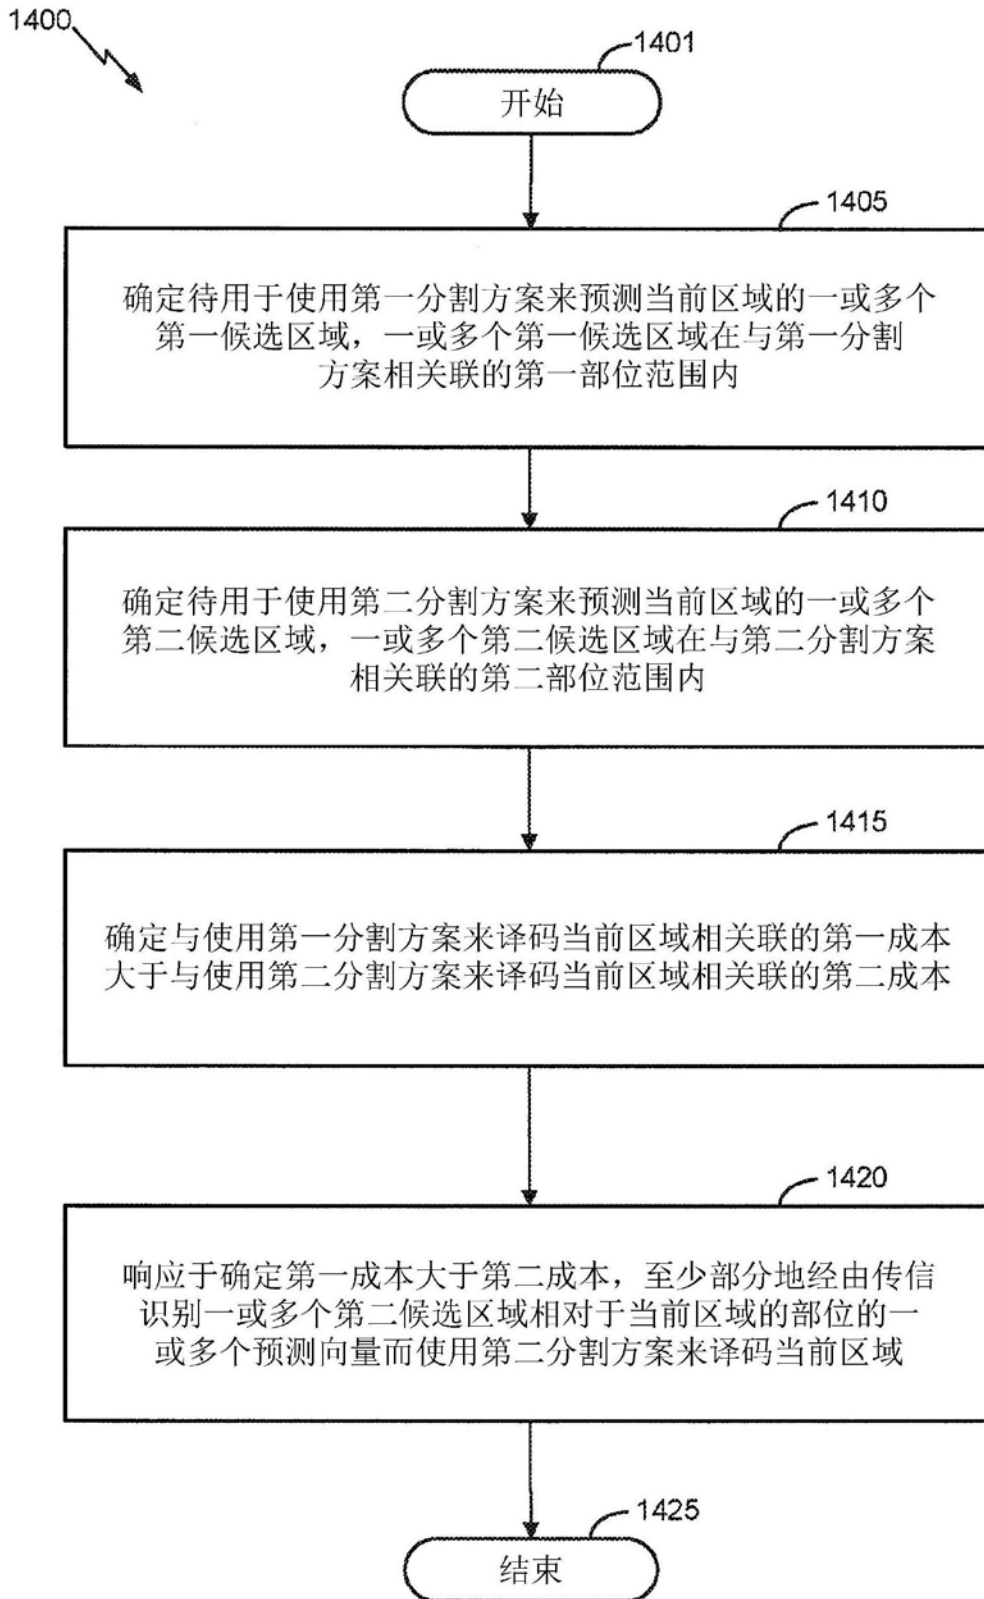 1400
1401
开始
1405
确定待用于使用第一分割方案来预测当前区域的一或多个
第一候选区域，一或多个第一候选区域在与第一分割
方案相关联的第一部位范围内
1410
确定待用于使用第二分割方案来预测当前区域的一或多个
第二候选区域，一或多个第二候选区域在与第二分割方案
相关联的第二部位范围内
1415
确定与使用第一分割方案来译码当前区域相关联的第一成本
大于与使用第二分割方案来译码当前区域相关联的第二成本
1420
响应于确定第一成本大于第二成本，至少部分地经由传信
识别一或多个第二候选区域相对于当前区域的部位的一
或多个预测向量而使用第二分割方案来译码当前区域
1425
结束